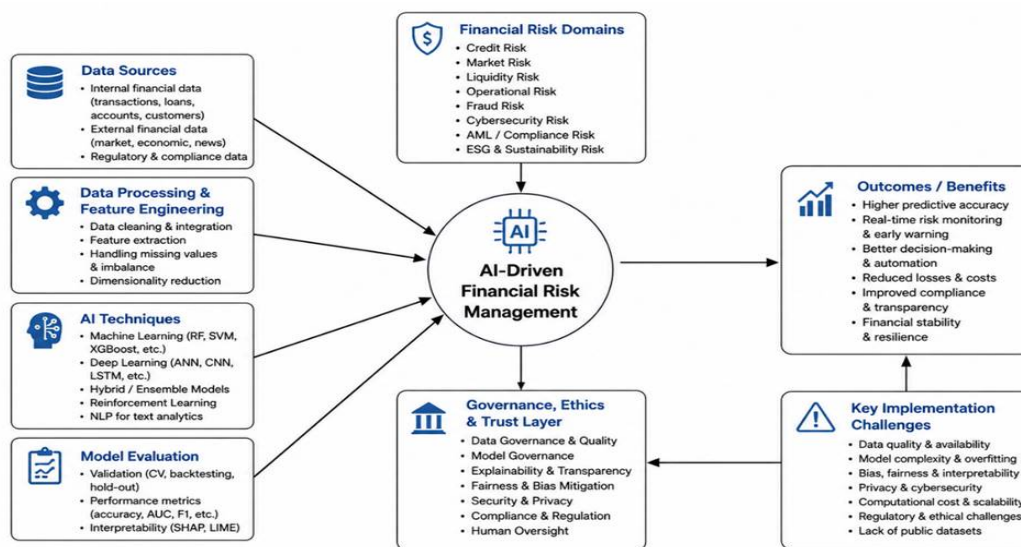 Financial Risk Domains
• Credit Risk
• Market Risk
• Liquidity Risk
• Operational Risk
• Fraud Risk
• Cybersecurity Risk
• AML / Compliance Risk
• ESG & Sustainability Risk
$
Data Sources
• Internal financial data
(transactions, loans,
accounts, customers)
• External financial data
(market, economic, news)
• Regulatory & compliance data
Data Processing &
Feature Engineering
• Data cleaning & integration
• Feature extraction
• Handling missing values
& imbalance
• Dimensionality reduction
AI Techniques
• Machine Learning (RF, SVM,
XGBoost, etc.)
• Deep Learning (ANN, CNN,
LSTM, etc.)
• Hybrid / Ensemble Models
• Reinforcement Learning
• NLP for text analytics
Model Evaluation
• Validation (CV, backtesting,
hold-out)
• Performance metrics
(accuracy, AUC, F1, etc.)
• Interpretability (SHAP, LIME)
AI
AI-Driven
Financial Risk
Management
Governance, Ethics
& Trust Layer
• Data Governance & Quality
• Model Governance
• Explainability & Transparency
• Fairness & Bias Mitigation
• Security & Privacy
• Compliance & Regulation
• Human Oversight
Outcomes / Benefits
• Higher predictive accuracy
• Real-time risk monitoring
& early warning
• Better decision-making
& automation
• Reduced losses & costs
• Improved compliance
& transparency
• Financial stability
& resilience
Key Implementation
Challenges
• Data quality & availability
• Model complexity & overfitting
• Bias, fairness & interpretability
• Privacy & cybersecurity
• Computational cost & scalability
• Regulatory & ethical challenges
• Lack of public datasets